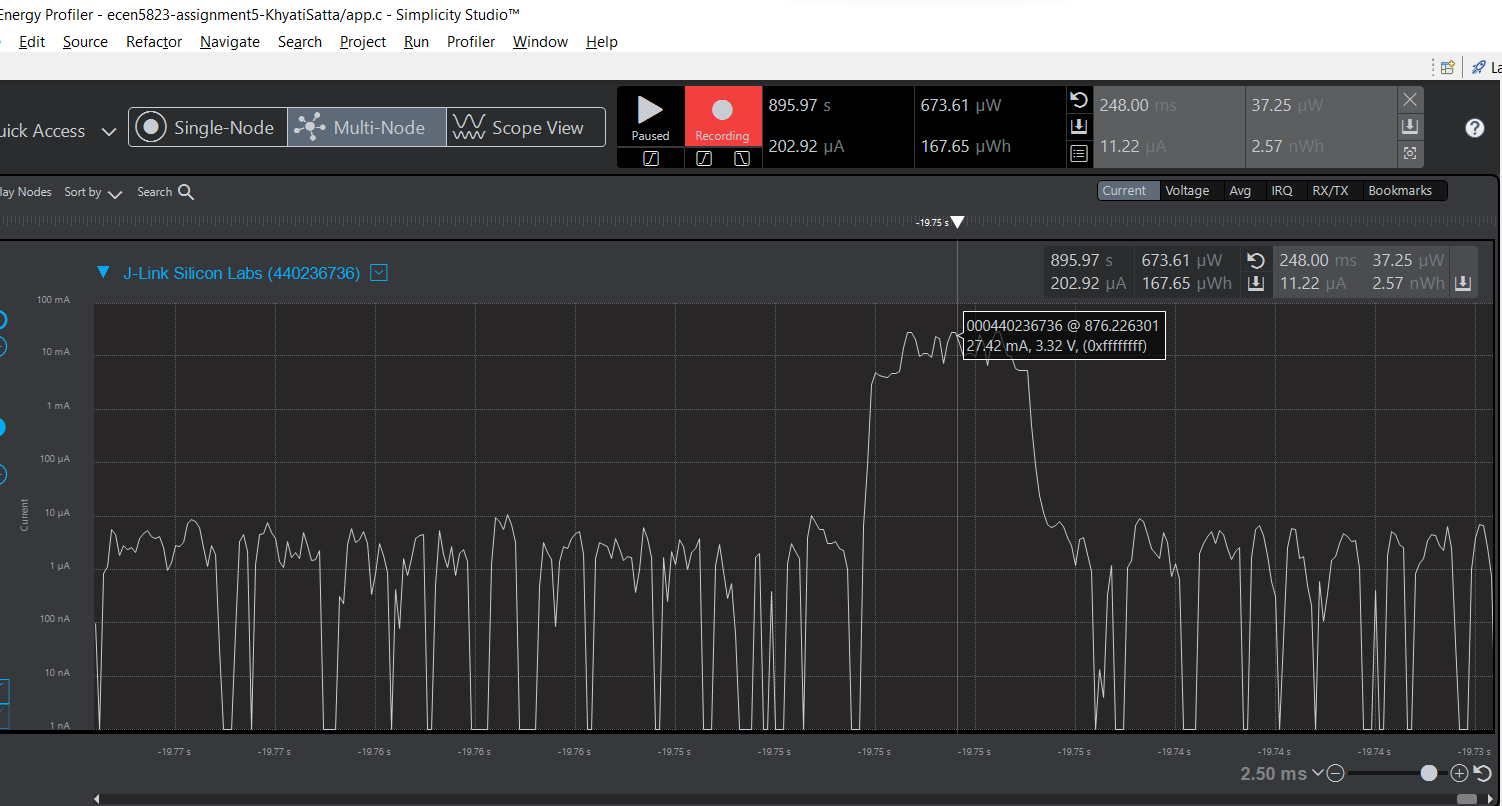 Energy Profiler - ecen5823-assignment5-KhyatiSatta/app.c - Simplicity Studio™
Edit Source Refactor Navigate Search Project Run Profiler Window Help
La
uick Access Single-Node Multi-Node Scope View
Paused
Recording
895.97 s 673.61 µW
202.92 µA 167.65 µWh
248.00 ms 37.25 µW
11.22 µA 2.57 nWh
lay Nodes Sort by Search
Current Voltage Avg IRQ RX/TX Bookmarks
-19.75 s
J-Link Silicon Labs (440236736)
895.97 s 673.61 µW 248.00 ms 37.25 µW
202.92 µA 167.65 µWh 11.22 µA 2.57 nWh
100 mA
000440236736 @ 876.226301
27.42 mA, 3.32 V, (0xffffffff)
10 mA
1 mA
100 µA
10 µA
Current
1 µA
100 nA
10 nA
1 nA
-19.77 s -19.77 s -19.76 s -19.76 s -19.76 s -19.75 s -19.75 s -19.75 s -19.75 s -19.75 s -19.74 s -19.74 s -19.74 s -19.73 s
2.50 ms